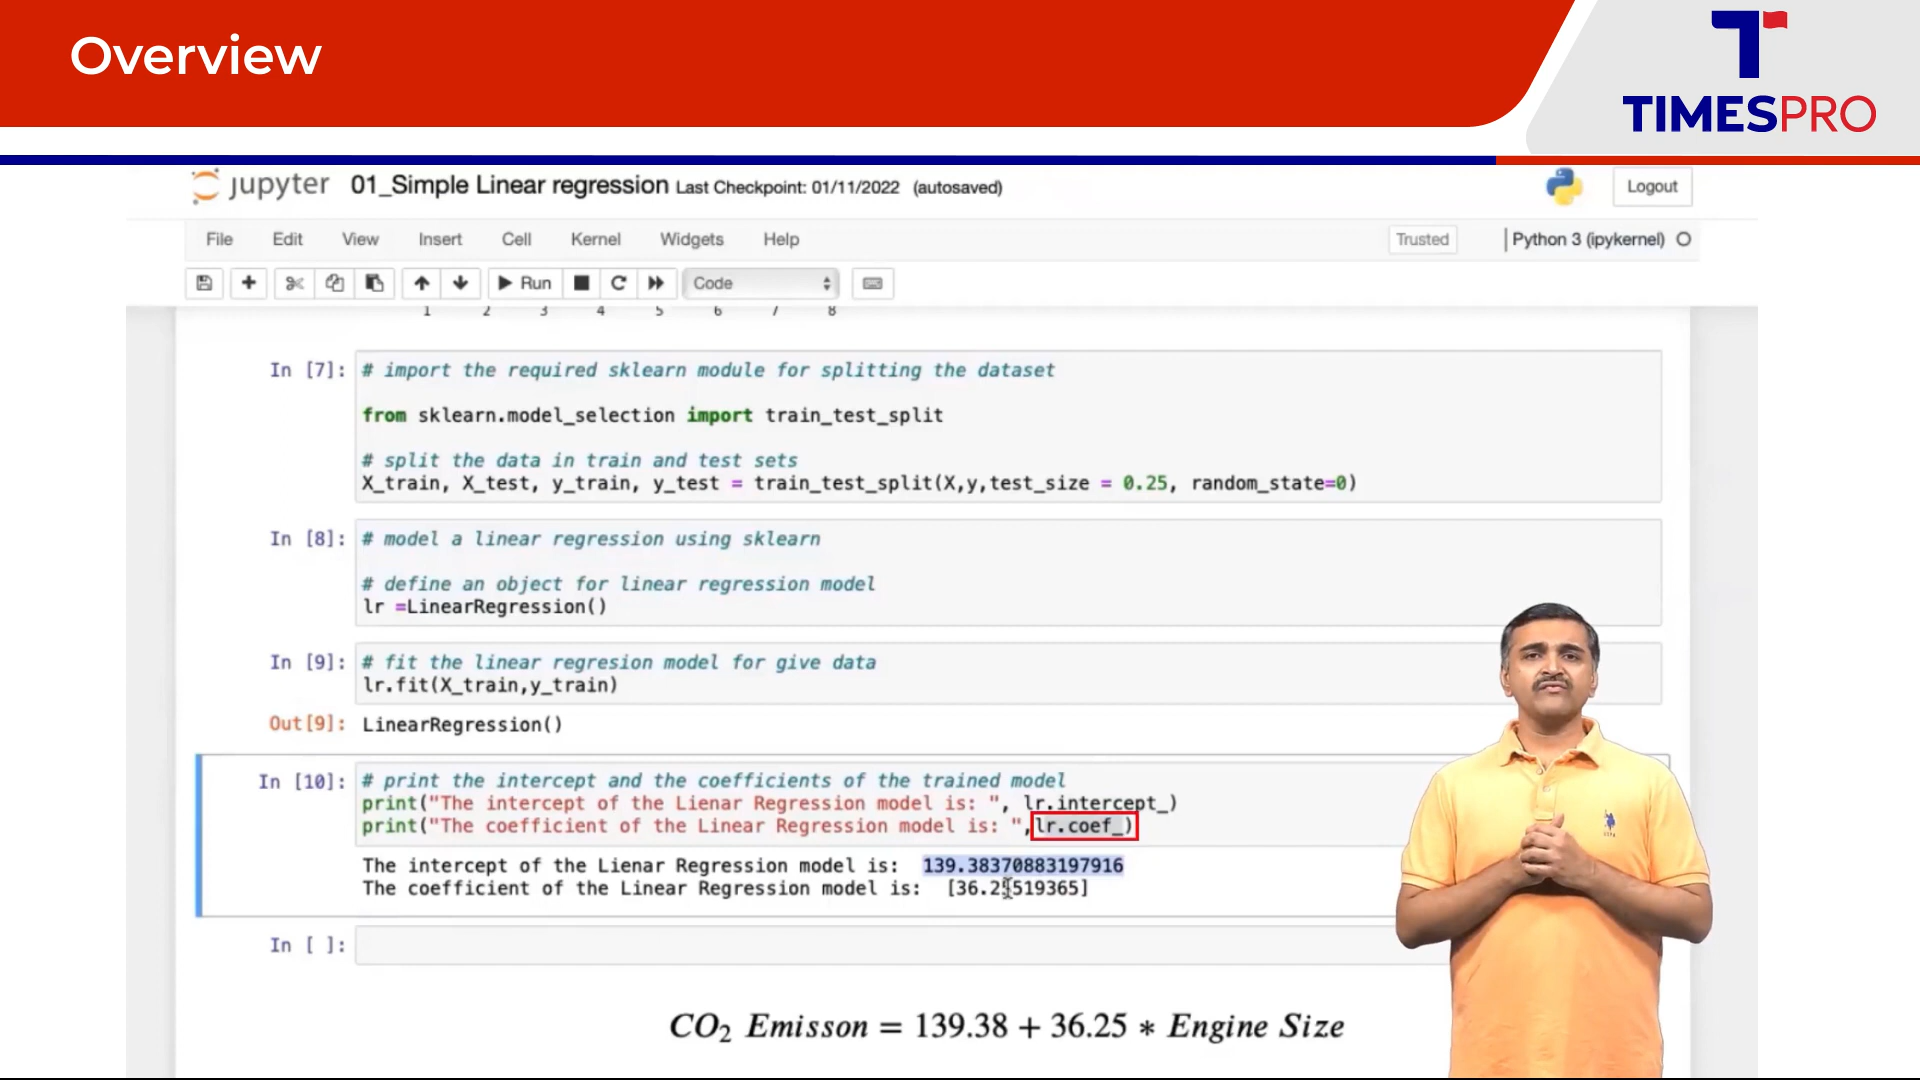 Overview
TIMESPRO
jupyter 01_Simple Linear regression Last Checkpoint: 01/11/2022 (autosaved)
Logout
File Edit View Insert Cell Kernel Widgets Help
Trusted
Python 3 (ipykernel)
Run
Code
1 2 3 4 5 6 7 8
In [7]: # import the required sklearn module for splitting the dataset
from sklearn.model_selection import train_test_split
# split the data in train and test sets
X_train, X_test, y_train, y_test = train_test_split(X,y,test_size = 0.25, random_state=0)
In [8]: # model a linear regression using sklearn
# define an object for linear regression model
lr =LinearRegression()
In [9]: # fit the linear regresion model for give data
lr.fit(X_train,y_train)
Out[9]: LinearRegression()
In [10]: # print the intercept and the coefficients of the trained model
print("The intercept of the Lienar Regression model is: ", lr.intercept_)
print("The coefficient of the Linear Regression model is: ",lr.coef_)
The intercept of the Lienar Regression model is: 139.38370883197916
The coefficient of the Linear Regression model is: [36.25519365]
In [ ]:
CO₂ Emisson = 139.38 + 36.25 * Engine Size